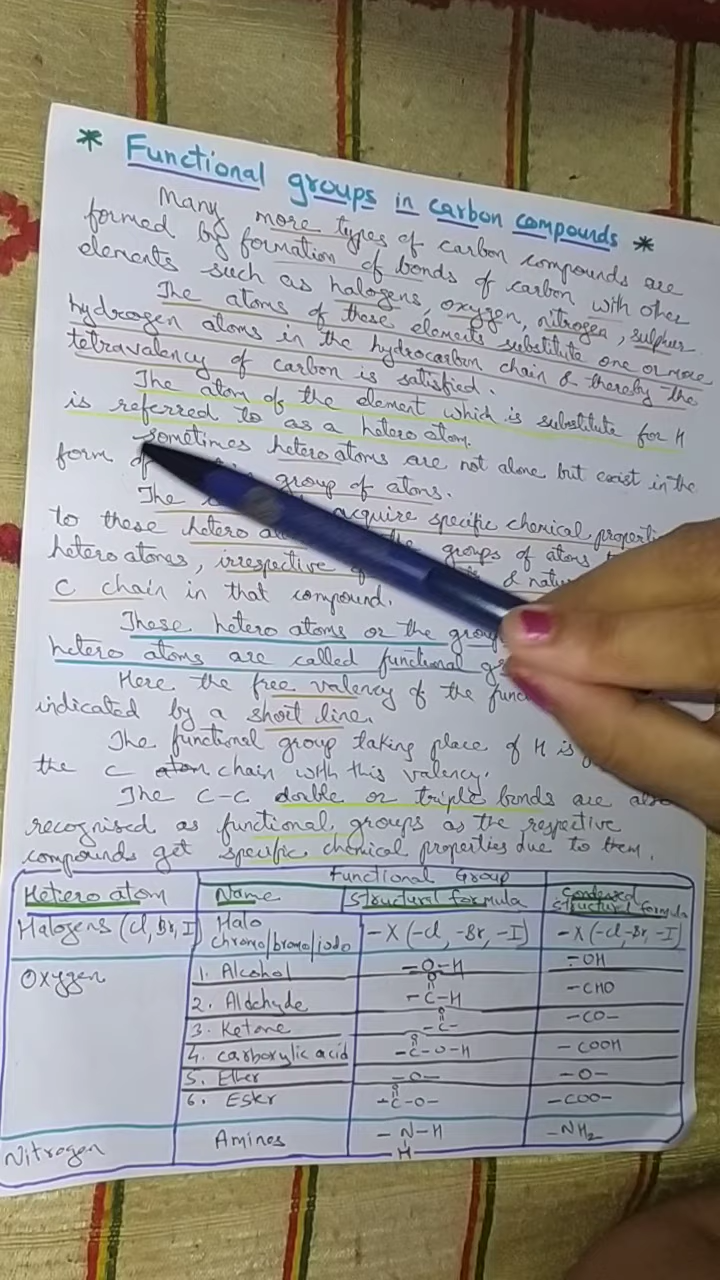 * Functional groups in carbon compounds *
Many more types of carbon compounds are
formed by formation of bonds of carbon with other
elements such as halogens, oxygen, nitrogen, sulphur.
The atoms of these elements substitute one or more
hydrogen atoms in the hydrocarbon chain & thereby the
tetravalency of carbon is satisfied.
The atom of the element which is substitute for H
is referred to as a hetero atom.
Sometimes hetero atoms are not alone but exist in the
form group of atoms.
The acquire specific chemical
to these hetero the groups of atoms
hetero atoms, irrespective &
C chain in that compound.
These hetero atoms or the
hetero atoms are called functional
Here the free valency of the
indicated by a short line.
The functional group taking place of H is
the C chain with this valency.
The C-C double or triple bonds are also
recognised as functional groups as the respective
compounds get specific chemical properties due to them.
Functional Group
Hetero atom Name Structural formula Condensed structural formula
Halogens (Cl, Br, I) Halo chromo/bromo/iodo -X (-Cl, -Br, -I) -X (-Cl-Br, -I)
Oxygen 1. Alcohol -O-H -OH
2. Aldehyde -C-H O -CHO
3. Ketone -C- O -CO-
4. Carboxylic acid -C-O-H O -COOH
5. Ether -O- -O-
6. Ester -C-O- O -COO-
Nitrogen Amines -N-H H -NH2